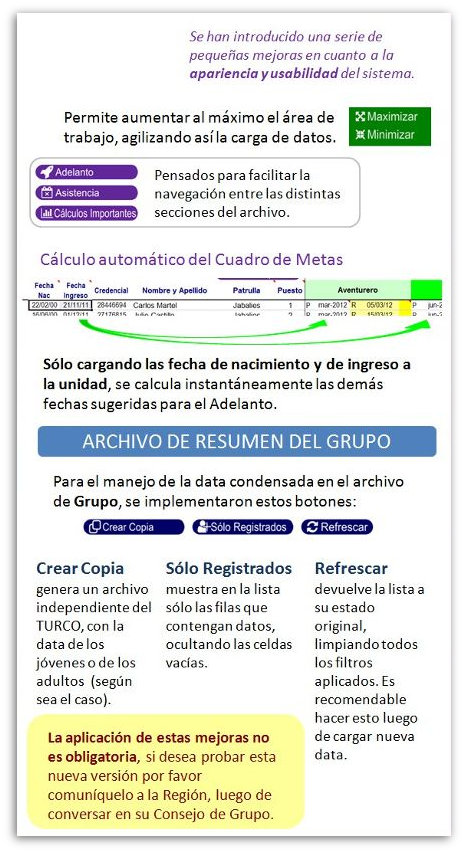 Se han introducido una serie de
pequeñas mejoras en cuanto a la
apariencia y usabilidad del sistema.
Permite aumentar al máximo el área de
trabajo, agilizando así la carga de datos.
Maximizar
Minimizar
Adelanto
Asistencia
Cálculos Importantes
Pensados para facilitar la
navegación entre las distintas
secciones del archivo.
Cálculo automático del Cuadro de Metas
Fecha Nac Fecha Ingreso Credencial Nombre y Apellido Patrulla Puesto Aventurero
22/02/00 21/11/11 28446694 Carlos Martol Jabalios 1 P mar-2012 R 05/03/12 P jun-2
16/06/00 01/12/11 27176815 Julio Castillo Jabalios 2 P mar-2012 R 15/03/12 P jun-2
Sólo cargando las fecha de nacimiento y de ingreso a
la unidad, se calcula instantáneamente las demás
fechas sugeridas para el Adelanto.
ARCHIVO DE RESUMEN DEL GRUPO
Para el manejo de la data condensada en el archivo
de Grupo, se implementaron estos botones:
Crear Copia
Sólo Registrados
Refrescar
Crear Copia
genera un archivo
independiente del
TURCO, con la
data de los
jóvenes o de los
adultos (según
sea el caso).
Sólo Registrados
muestra en la lista
sólo las filas que
contengan datos,
ocultando las celdas
vacías.
Refrescar
devuelve la lista a
su estado
original,
limpiando todos
los filtros
aplicados. Es
recomendable
hacer esto luego
de cargar nueva
data.
La aplicación de estas mejoras no
es obligatoria, si desea probar esta
nueva versión por favor
comuníquelo a la Región, luego de
conversar en su Consejo de Grupo.